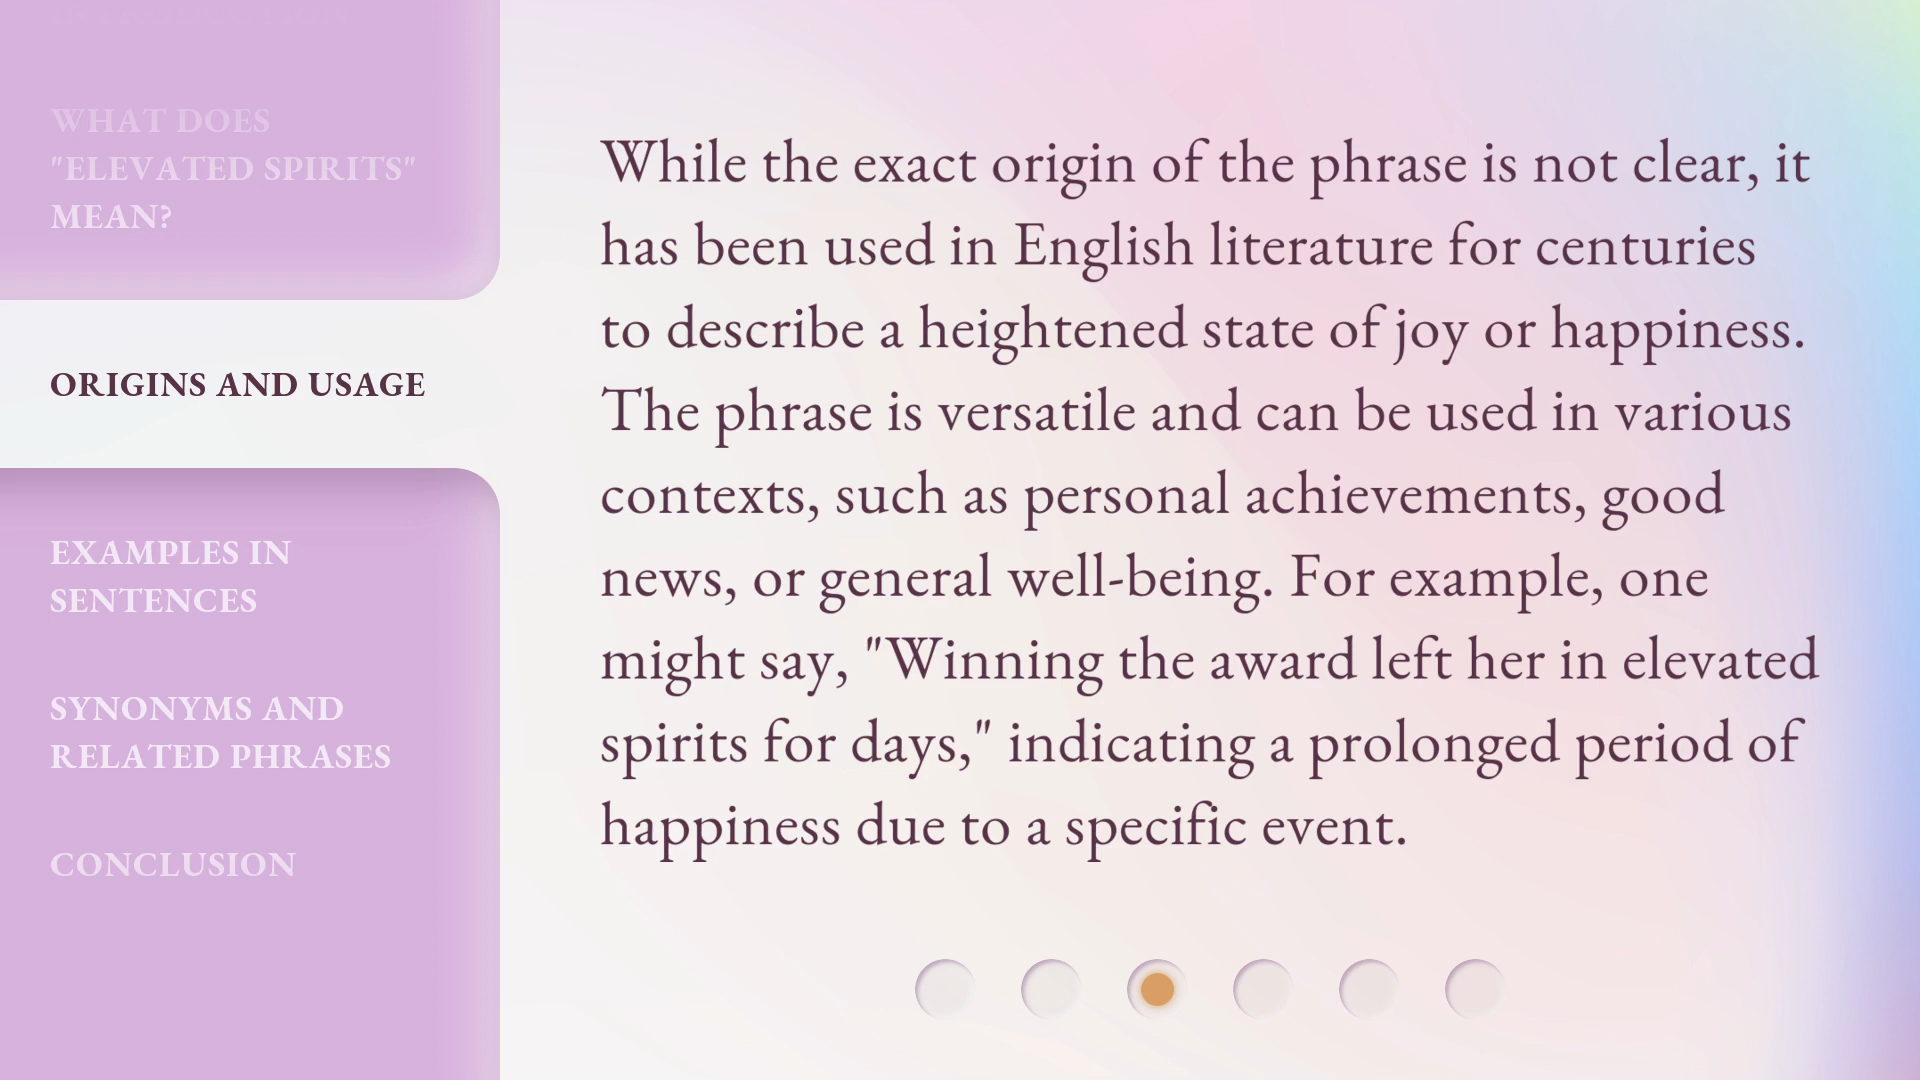 WHAT DOES
"ELEVATED SPIRITS"
MEAN?
ORIGINS AND USAGE
EXAMPLES IN
SENTENCES
SYNONYMS AND
RELATED PHRASES
CONCLUSION
While the exact origin of the phrase is not clear, it
has been used in English literature for centuries
to describe a heightened state of joy or happiness.
The phrase is versatile and can be used in various
contexts, such as personal achievements, good
news, or general well-being. For example, one
might say, "Winning the award left her in elevated
spirits for days," indicating a prolonged period of
happiness due to a specific event.